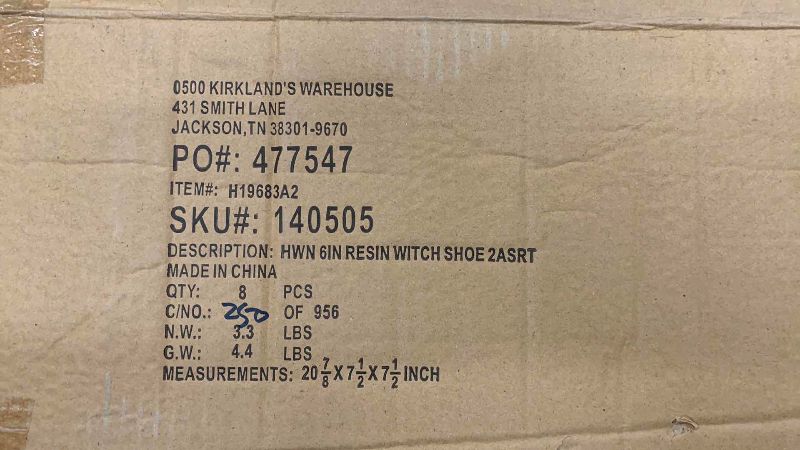 0500 KIRKLAND'S WAREHOUSE
431 SMITH LANE
JACKSON,TN 38301-9670
PO#: 477547
ITEM#: H19683A2
SKU#: 140505
DESCRIPTION: HWN 6IN RESIN WITCH SHOE 2ASRT
MADE IN CHINA
QTY: 8 PCS
C/NO.: 250 OF 956
N.W.: 3.3 LBS
G.W.: 4.4 LBS
MEASUREMENTS: 20 7/8 X 7 1/2 X 7 1/2 INCH